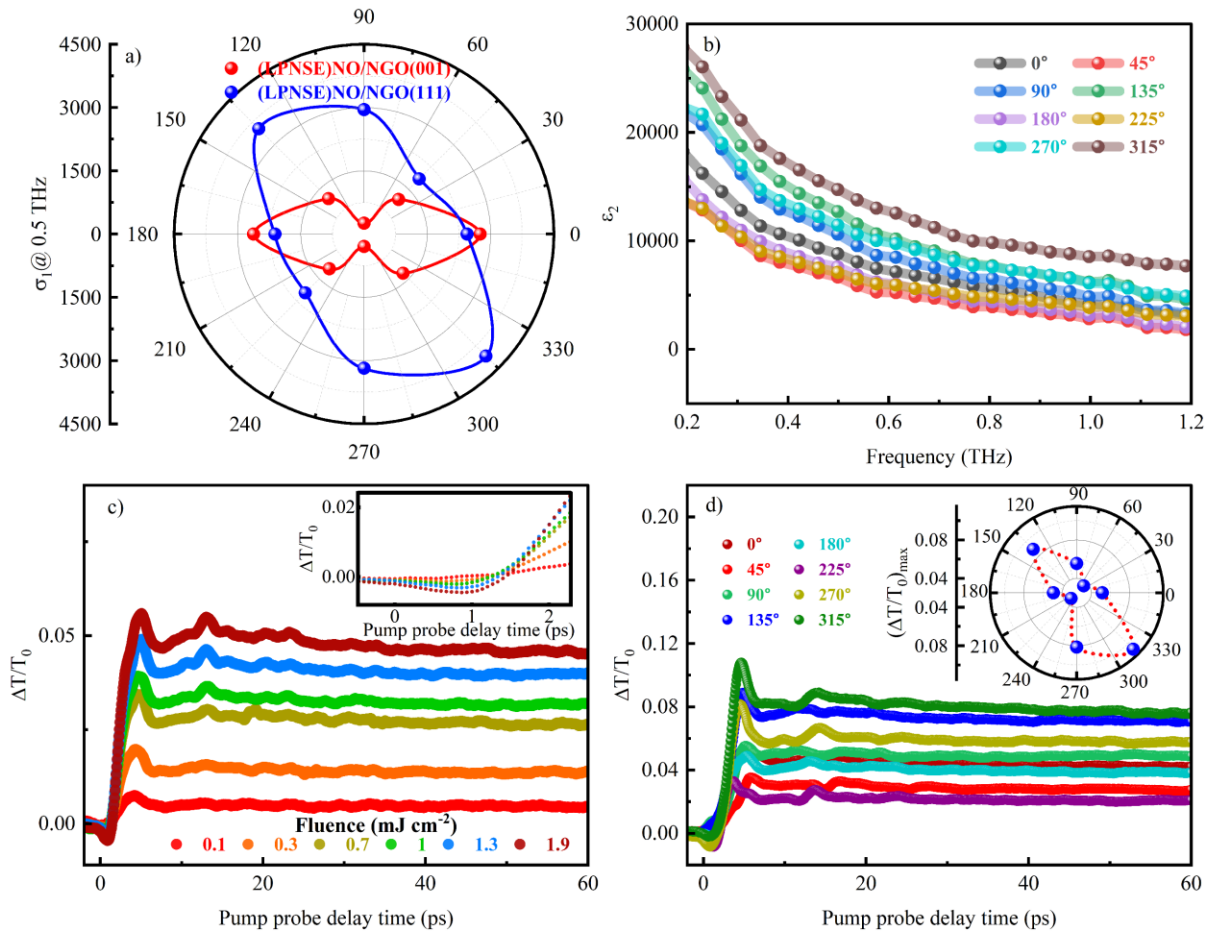 a)
(LPNSE)NO/NGO(001)
(LPNSE)NO/NGO(111)
4500
3000
1500
0
1500
3000
4500
σ₁@ 0.5 THz
90
60
30
0
330
300
270
240
210
180
150
120
b)
30000
20000
10000
0
ε₂
0° 45°
90° 135°
180° 225°
270° 315°
0.2 0.4 0.6 0.8 1.0 1.2
Frequency (THz)
c)
0.05
0.00
ΔT/T₀
0.02
0.00
ΔT/T₀
0 1 2
Pump probe delay time (ps)
Fluence (mJ cm⁻²)
0.1 0.3 0.7 1 1.3 1.9
0 20 40 60
Pump probe delay time (ps)
d)
0.20
0.16
0.12
0.08
0.04
0.00
ΔT/T₀
0° 180°
45° 225°
90° 270°
135° 315°
0.08
0.04
0.04
0.08
(ΔT/T₀)max
90
60
30
0
330
300
270
240
210
180
150
120
0 20 40 60
Pump probe delay time (ps)